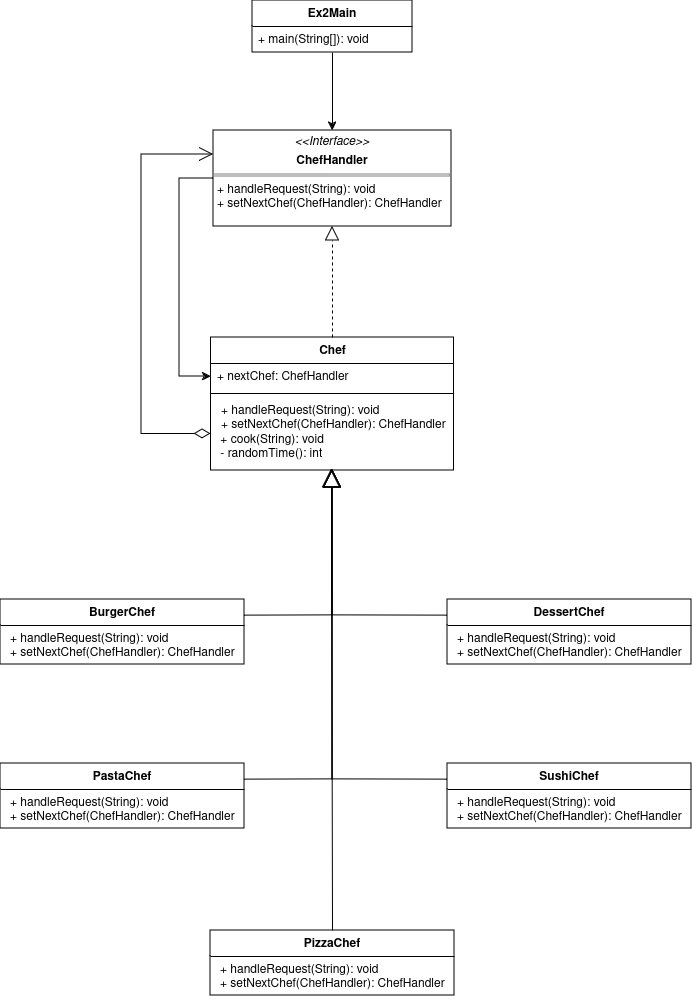 Ex2Main
+ main(String[]): void
<<Interface>>
ChefHandler
+ handleRequest(String): void
+ setNextChef(ChefHandler): ChefHandler
Chef
+ nextChef: ChefHandler
+ handleRequest(String): void
+ setNextChef(ChefHandler): ChefHandler
+ cook(String): void
- randomTime(): int
BurgerChef
+ handleRequest(String): void
+ setNextChef(ChefHandler): ChefHandler
DessertChef
+ handleRequest(String): void
+ setNextChef(ChefHandler): ChefHandler
PastaChef
+ handleRequest(String): void
+ setNextChef(ChefHandler): ChefHandler
SushiChef
+ handleRequest(String): void
+ setNextChef(ChefHandler): ChefHandler
PizzaChef
+ handleRequest(String): void
+ setNextChef(ChefHandler): ChefHandler